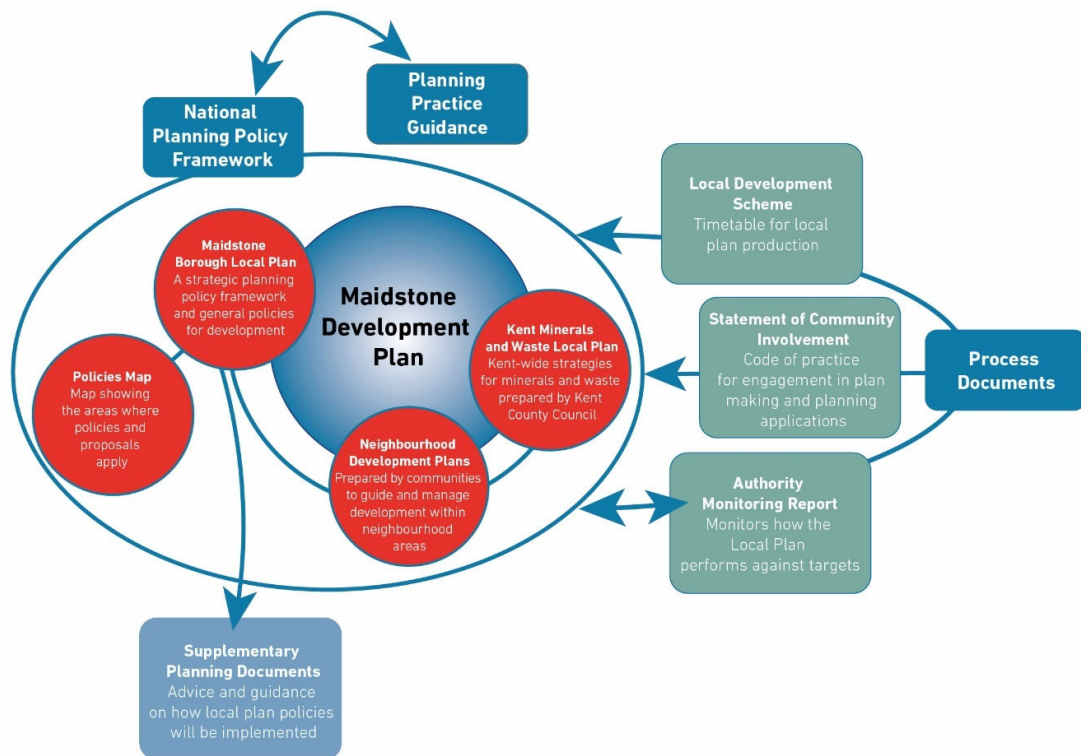 Planning
Practice
Guidance
National
Planning Policy
Framework
Local Development
Scheme
Timetable for local
plan production
Maidstone
Borough Local Plan
A strategic planning
policy framework
and general policies
for development
Maidstone
Development
Plan
Statement of Community
Involvement
Code of practice
for engagement in plan
making and planning
applications
Kent Minerals
and Waste Local Plan
Kent-wide strategies
for minerals and waste
prepared by Kent
County Council
Process
Documents
Policies Map
Map showing
the areas where
policies and
proposals
apply
Neighbourhood
Development Plans
Prepared by communities
to guide and manage
development within
neighbourhood
areas
Authority
Monitoring Report
Monitors how the
Local Plan
performs against targets
Supplementary
Planning Documents
Advice and guidance
on how local plan policies
will be implemented